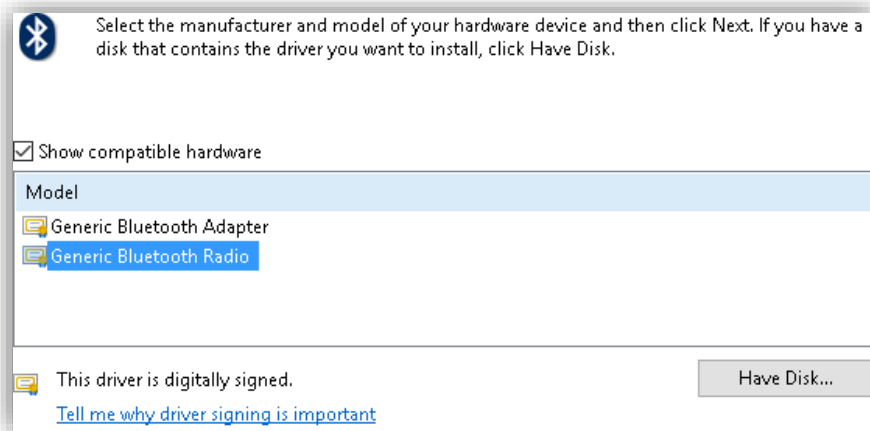 Select the manufacturer and model of your hardware device and then click Next. If you have a
disk that contains the driver you want to install, click Have Disk.
Show compatible hardware
Model
Generic Bluetooth Adapter
Generic Bluetooth Radio
This driver is digitally signed.
Have Disk...
Tell me why driver signing is important